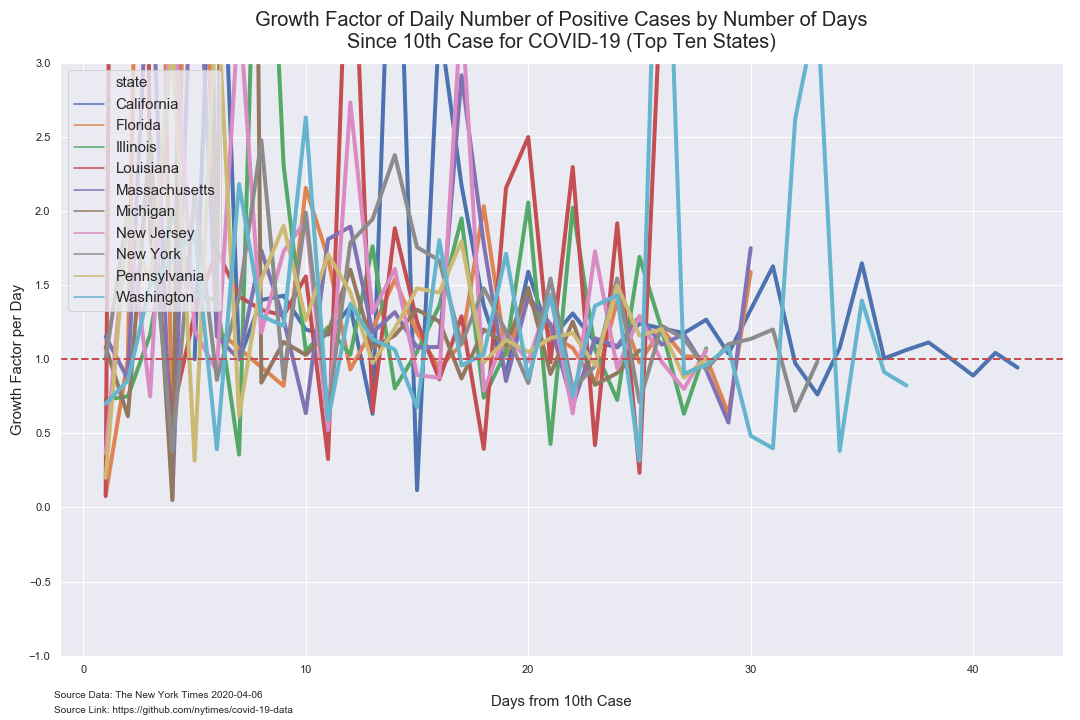 Growth Factor of Daily Number of Positive Cases by Number of Days
Since 10th Case for COVID-19 (Top Ten States)
3.0
2.5
2.0
1.5
1.0
0.5
0.0
−0.5
−1.0
Growth Factor per Day
state
California
Florida
Illinois
Louisiana
Massachusetts
Michigan
New Jersey
New York
Pennsylvania
Washington
0
10
20
30
40
Days from 10th Case
Source Data: The New York Times 2020-04-06
Source Link: https://github.com/nytimes/covid-19-data